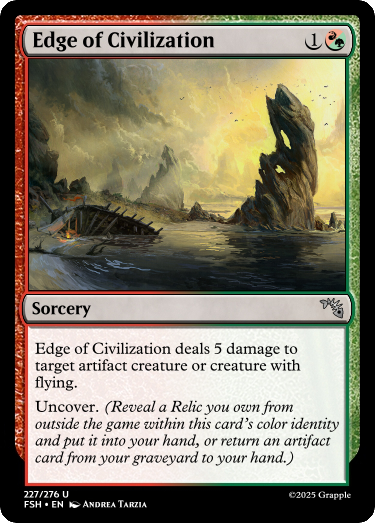 Edge of Civilization 1
Sorcery
Edge of Civilization deals 5 damage to
target artifact creature or creature with
flying.
Uncover. (Reveal a Relic you own from
outside the game within this card's color identity
and put it into your hand, or return an artifact
card from your graveyard to your hand.)
227/276 U
FSH • EN Andrea Tarzia
©2025 Grapple